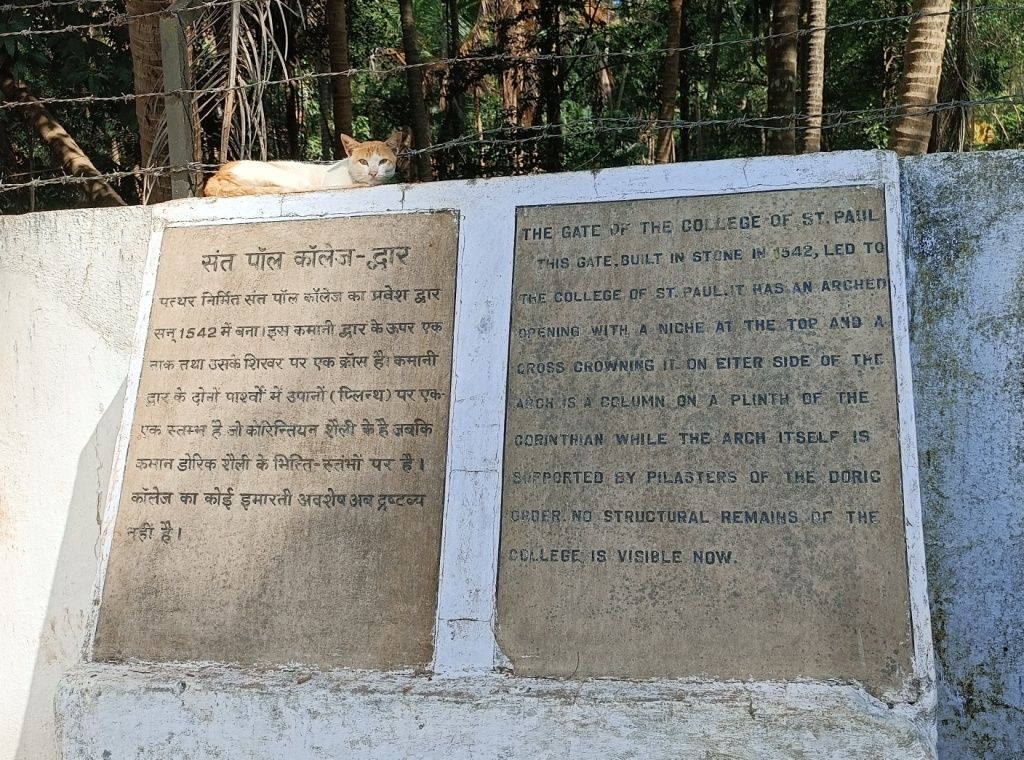 संत पॉल कॉलेज-द्वार
पत्थर निर्मित संत पॉल कॉलेज का प्रवेश द्वार
सन् 1542 में बना। इस कमानी द्वार के ऊपर एक
ताक तथा उसके शिखर पर एक क्रॉस है। कमानी
द्वार के दोनों पार्श्वों में उपानों (प्लिन्थ) पर एक-
एक स्तम्भ है जो कोरिन्तियन शैली के है जबकि
कमान डोरिक शैली के भित्ति-स्तंभों पर है।
कॉलेज का कोई इमारती अवशेष अब द्रष्टव्य
नहीं है।
THE GATE OF THE COLLEGE OF ST. PAUL
THIS GATE, BUILT IN STONE IN 1542, LED TO
THE COLLEGE OF ST. PAUL. IT HAS AN ARCHED
OPENING WITH A NICHE AT THE TOP AND A
CROSS CROWNING IT. ON EITER SIDE OF THE
ARCH IS A COLUMN ON A PLINTH OF THE
CORINTHIAN WHILE THE ARCH ITSELF IS
SUPPORTED BY PILASTERS OF THE DORIC
ORDER. NO STRUCTURAL REMAINS OF THE
COLLEGE IS VISIBLE NOW.